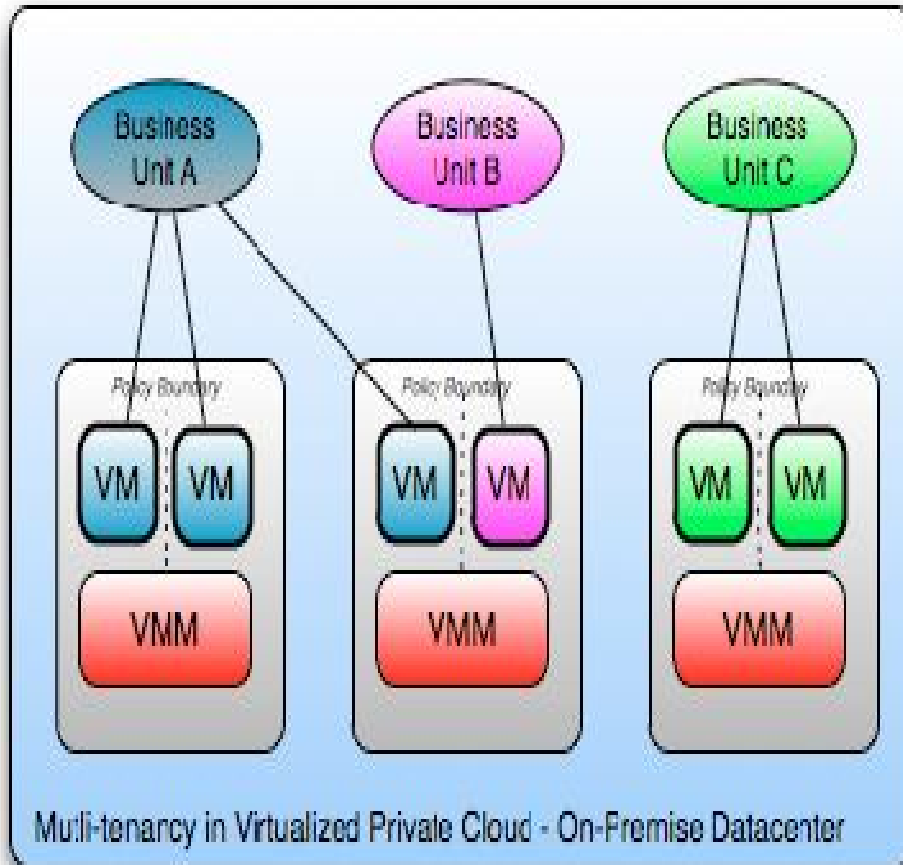 Business
Unit A
Business
Unit B
Business
Unit C
Policy Boundary
Policy Boundary
Policy Boundary
VM
VM
VM
VM
VM
VM
VMM
VMM
VMM
Mutli-tenancy in Virtualized Private Cloud - On-Premise Datacenter